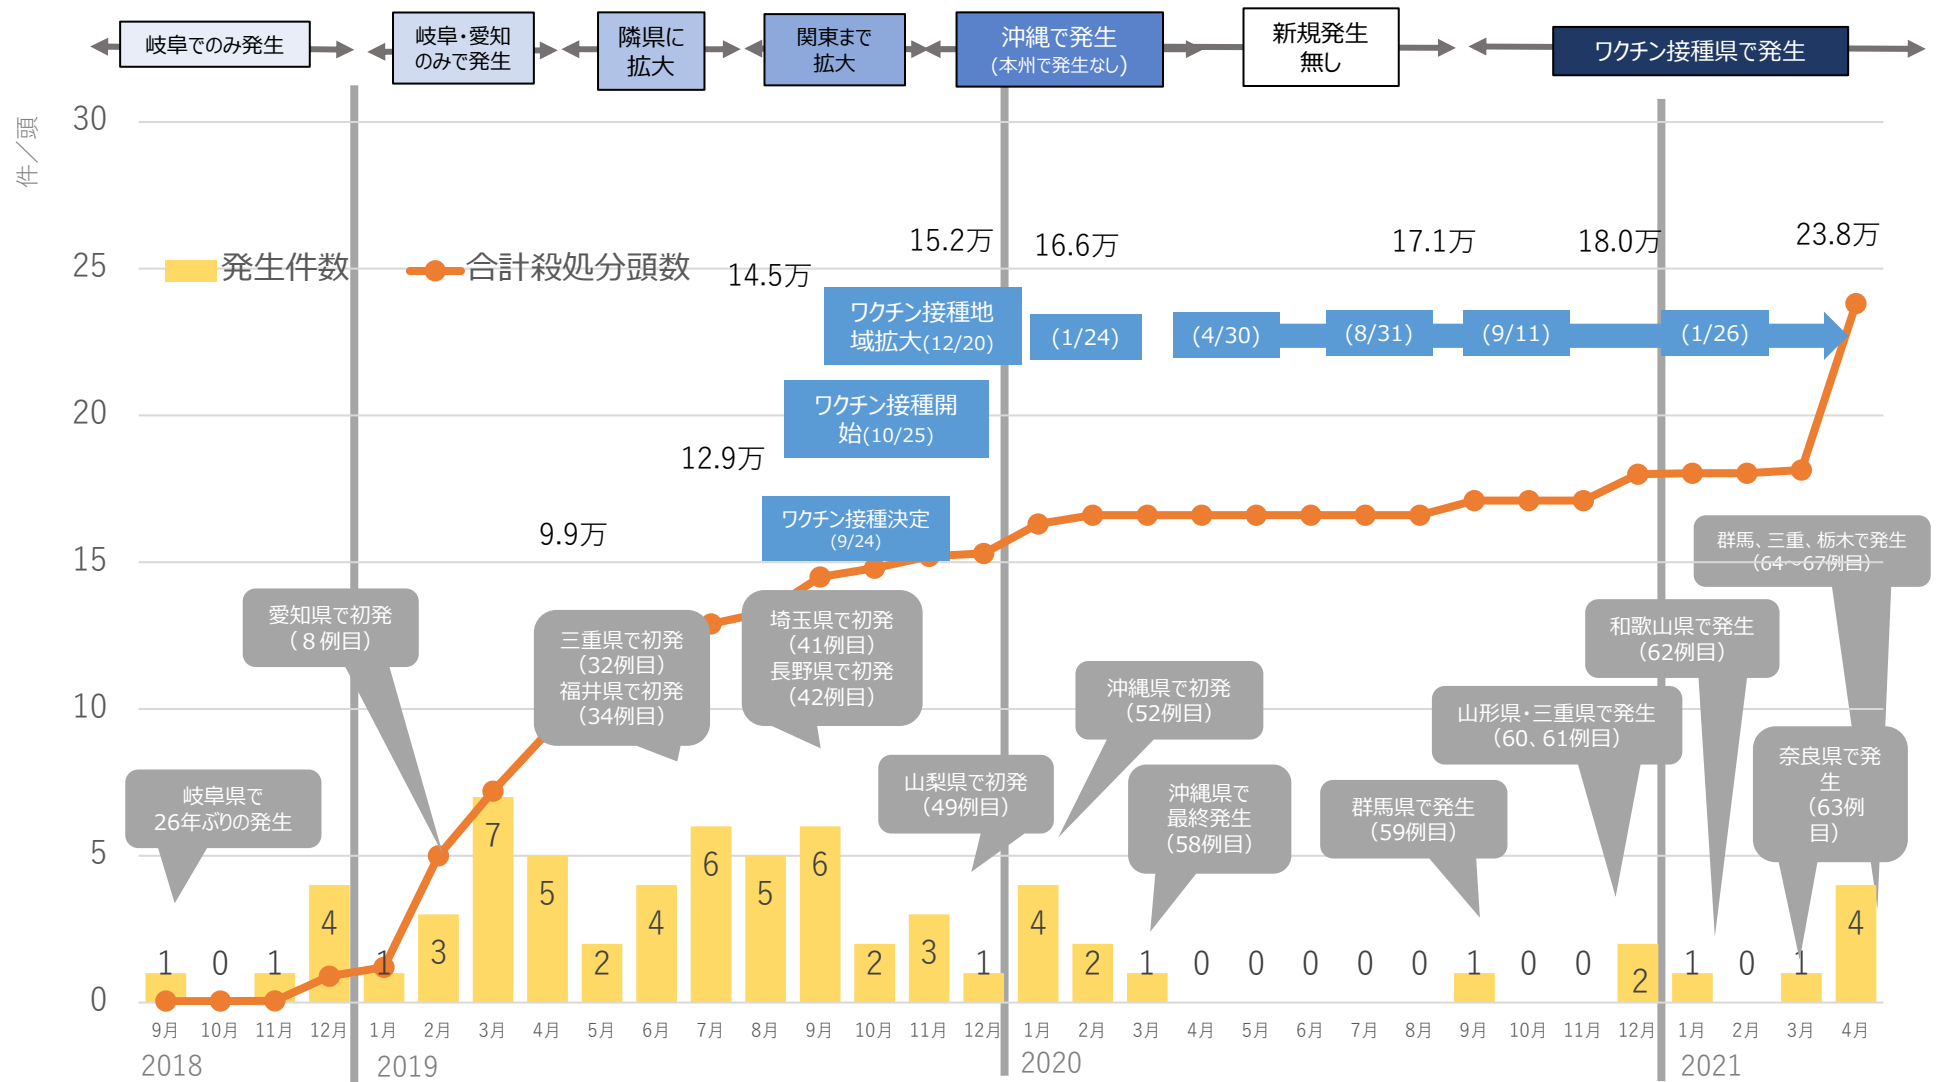 岐阜でのみ発生
岐阜・愛知
のみで発生
隣県に
拡大
関東まで
拡大
沖縄で発生
(本州で発生なし)
新規発生
無し
ワクチン接種県で発生
件／頭
30
25
20
15
10
5
0
発生件数
合計殺処分頭数
9.9万
12.9万
14.5万
15.2万
16.6万
17.1万
18.0万
23.8万
ワクチン接種地
域拡大(12/20)
(1/24)
(4/30)
(8/31)
(9/11)
(1/26)
ワクチン接種開
始(10/25)
ワクチン接種決定
(9/24)
岐阜県で
26年ぶりの発生
愛知県で初発
（８例目）
三重県で初発
（32例目）
福井県で初発
（34例目）
埼玉県で初発
（41例目）
長野県で初発
（42例目）
山梨県で初発
（49例目）
沖縄県で初発
（52例目）
沖縄県で
最終発生
（58例目）
群馬県で発生
（59例目）
山形県・三重県で発生
（60、61例目）
和歌山県で発生
（62例目）
奈良県で発
生
（63例
目）
群馬、三重、栃木で発生
（64～67例目）
1 0 1 4 1 3 7 5 2 4 6 5 6 2 3 1 4 2 1 0 0 0 0 0 1 0 0 2 1 0 1 4
9月 10月 11月 12月 1月 2月 3月 4月 5月 6月 7月 8月 9月 10月 11月 12月 1月 2月 3月 4月 5月 6月 7月 8月 9月 10月 11月 12月 1月 2月 3月 4月
2018 2019 2020 2021